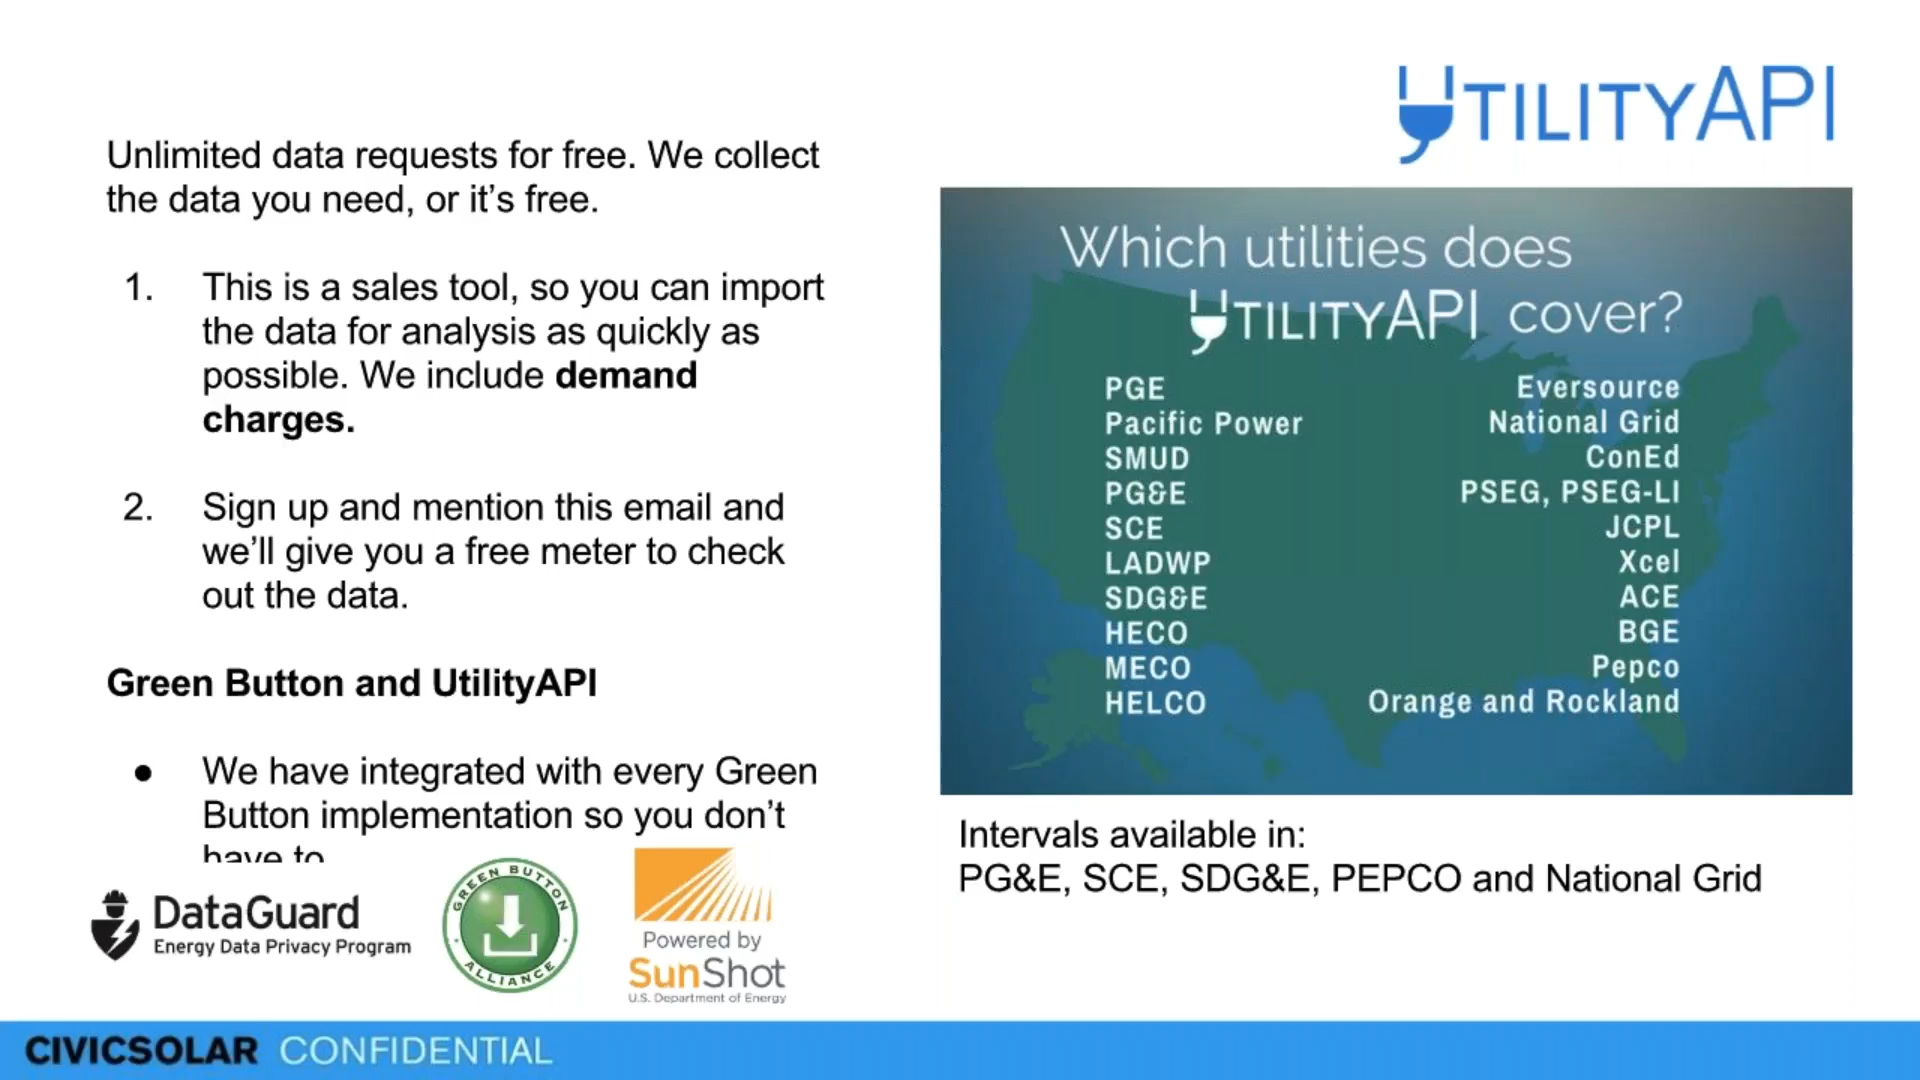 UTILITYAPI
Unlimited data requests for free. We collect
the data you need, or it's free.
1. This is a sales tool, so you can import
the data for analysis as quickly as
possible. We include demand
charges.
2. Sign up and mention this email and
we'll give you a free meter to check
out the data.
Green Button and UtilityAPI
● We have integrated with every Green
Button implementation so you don't
have to
DataGuard
Energy Data Privacy Program
GREEN BUTTON
ALLIANCE
Powered by
SunShot
U.S. Department of Energy
Which utilities does
UTILITYAPI cover?
PGE
Pacific Power
SMUD
PG&E
SCE
LADWP
SDG&E
HECO
MECO
HELCO
Eversource
National Grid
ConEd
PSEG, PSEG-LI
JCPL
Xcel
ACE
BGE
Pepco
Orange and Rockland
Intervals available in:
PG&E, SCE, SDG&E, PEPCO and National Grid
CIVICSOLAR CONFIDENTIAL